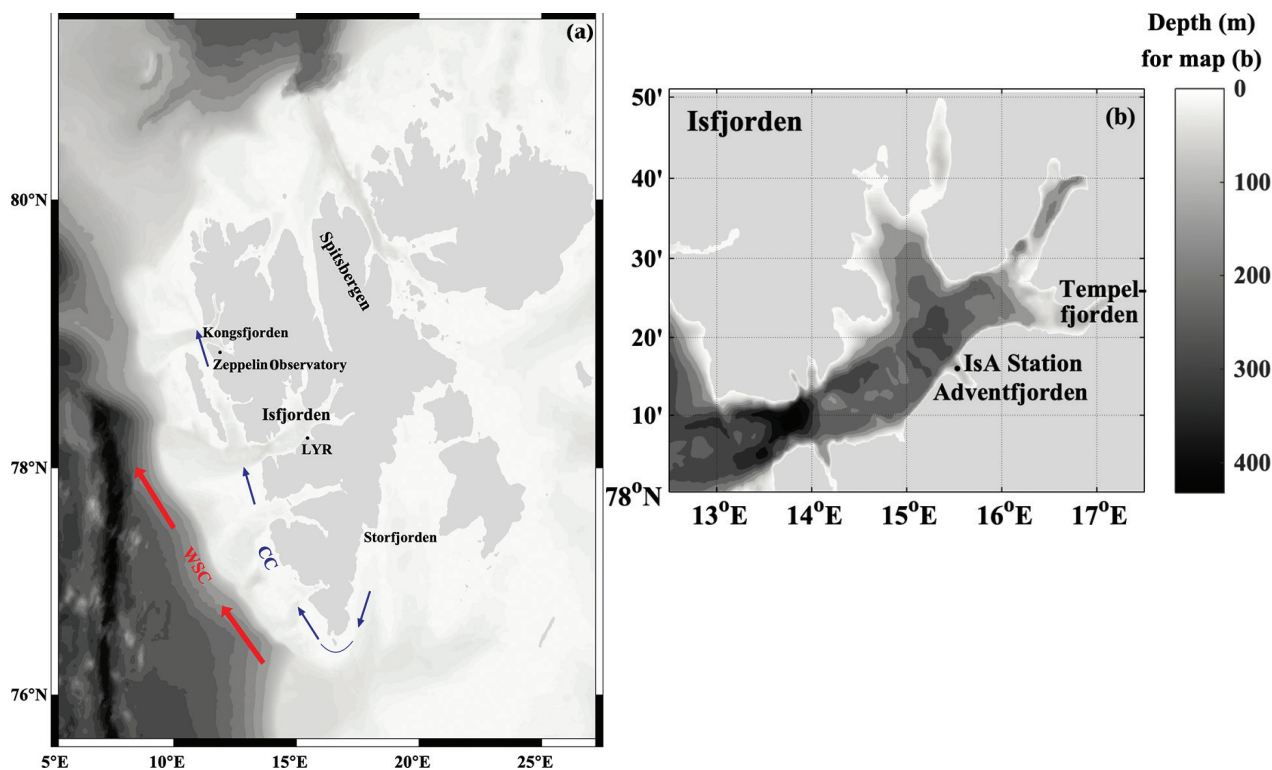 (a)
80°N
78°N
76°N
5°E
10°E
15°E
20°E
25°E
Spitsbergen
Kongsfjorden
Zeppelin Observatory
Isfjorden
LYR
Storfjorden
WSC
CC
Isfjorden
(b)
50'
40'
30'
20'
10'
78°N
13°E
14°E
15°E
16°E
17°E
Tempel-
fjorden
IsA Station
Adventfjorden
Depth (m)
for map (b)
0
100
200
300
400